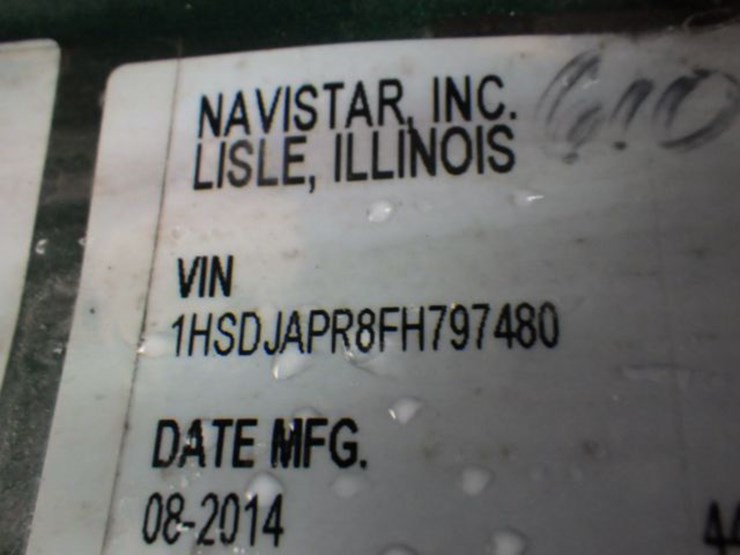 NAVISTAR, INC.
LISLE, ILLINOIS
VIN
1HSDJAPR8FH797480
DATE MFG.
08-2014